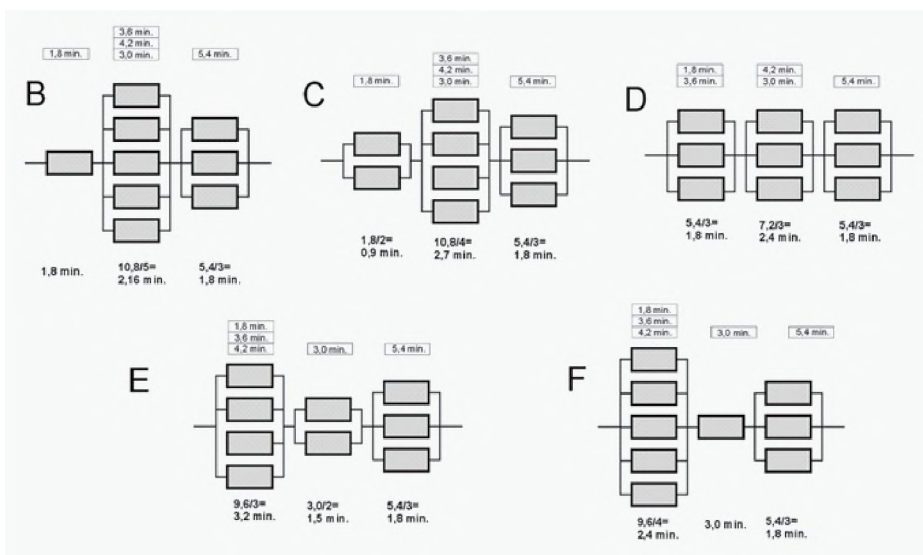 3,6 min.
4,2 min.
1,8 min.
3,0 min.
5,4 min.
B
1,8 min.
10,8/5=
2,16 min.
5,4/3=
1,8 min.
3,6 min.
4,2 min.
1,8 min.
3,0 min.
5,4 min.
C
1,8/2=
0,9 min.
10,8/4=
2,7 min.
5,4/3=
1,8 min.
1,8 min.
3,6 min.
4,2 min.
3,0 min.
5,4 min.
D
5,4/3=
1,8 min.
7,2/3=
2,4 min.
5,4/3=
1,8 min.
1,8 min.
3,6 min.
4,2 min.
3,0 min.
5,4 min.
E
9,6/3=
3,2 min.
3,0/2=
1,5 min.
5,4/3=
1,8 min.
1,8 min.
3,6 min.
4,2 min.
3,0 min.
5,4 min.
F
9,6/4=
2,4 min.
3,0 min.
5,4/3=
1,8 min.